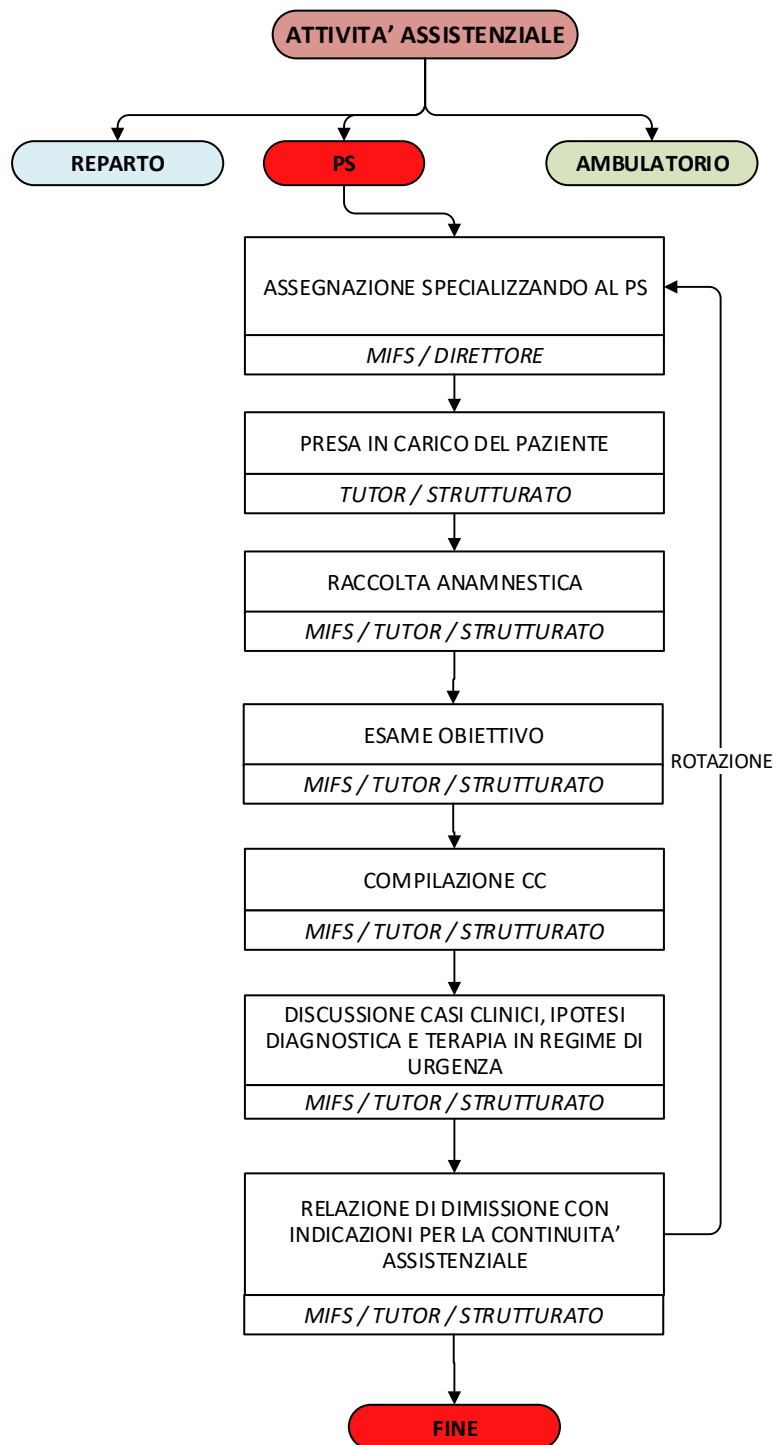 ATTIVITA’ ASSISTENZIALE
REPARTO
PS
AMBULATORIO
ASSEGNAZIONE SPECIALIZZANDO AL PS
MIFS / DIRETTORE
PRESA IN CARICO DEL PAZIENTE
TUTOR / STRUTTURATO
RACCOLTA ANAMNESTICA
MIFS / TUTOR / STRUTTURATO
ESAME OBIETTIVO
MIFS / TUTOR / STRUTTURATO
ROTAZIONE
COMPILAZIONE CC
MIFS / TUTOR / STRUTTURATO
DISCUSSIONE CASI CLINICI, IPOTESI
DIAGNOSTICA E TERAPIA IN REGIME DI
URGENZA
MIFS / TUTOR / STRUTTURATO
RELAZIONE DI DIMISSIONE CON
INDICAZIONI PER LA CONTINUITA’
ASSISTENZIALE
MIFS / TUTOR / STRUTTURATO
FINE